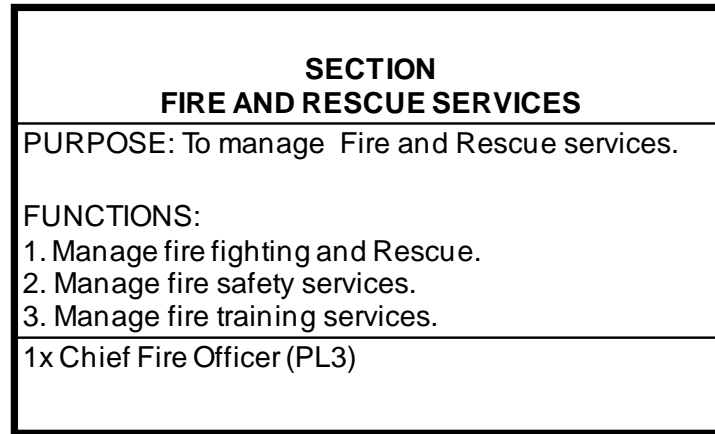 SECTION
FIRE AND RESCUE SERVICES
PURPOSE: To manage Fire and Rescue services.
FUNCTIONS:
1. Manage fire fighting and Rescue.
2. Manage fire safety services.
3. Manage fire training services.
1x Chief Fire Officer (PL3)